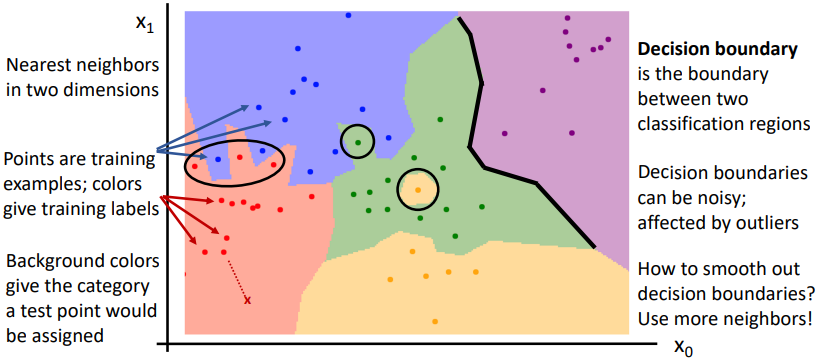 x1
Nearest neighbors
in two dimensions
Points are training
examples; colors
give training labels
Background colors
give the category
a test point would
be assigned
x
Decision boundary
is the boundary
between two
classification regions
Decision boundaries
can be noisy;
affected by outliers
How to smooth out
decision boundaries?
Use more neighbors!
x0